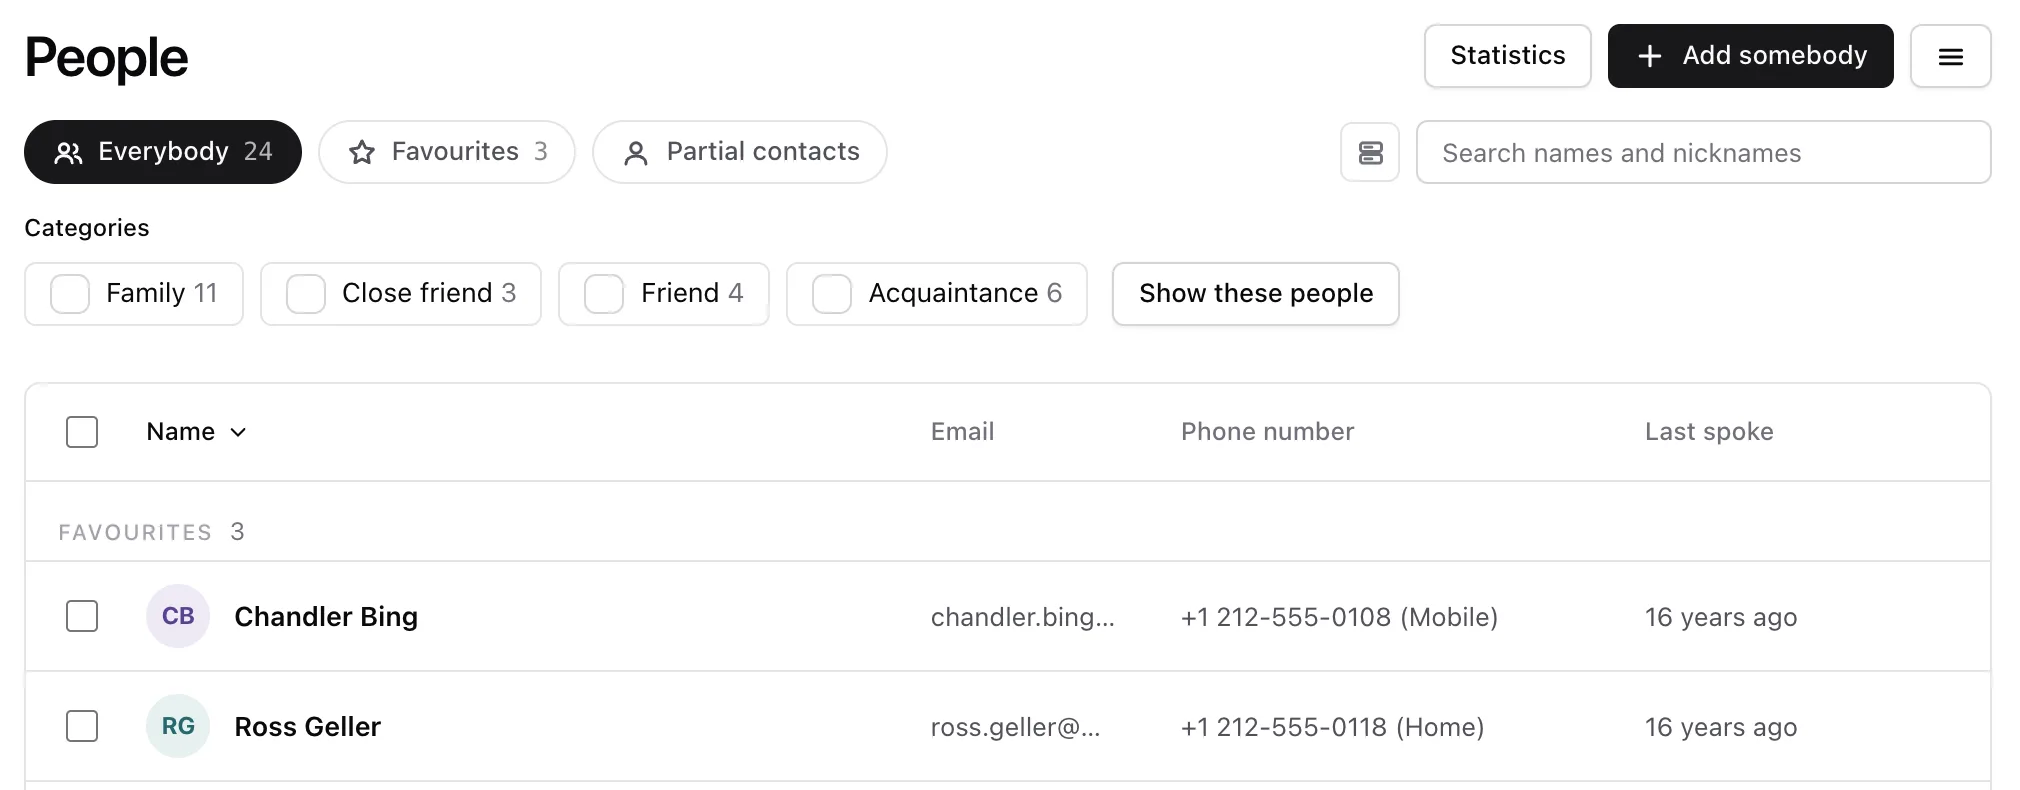 People
Statistics
Add somebody
Everybody 24
Favourites 3
Partial contacts
Search names and nicknames
Categories
Family 11
Close friend 3
Friend 4
Acquaintance 6
Show these people
Name
Email
Phone number
Last spoke
FAVOURITES 3
CB
Chandler Bing
chandler.bing...
+1 212-555-0108 (Mobile)
16 years ago
RG
Ross Geller
ross.geller@...
+1 212-555-0118 (Home)
16 years ago